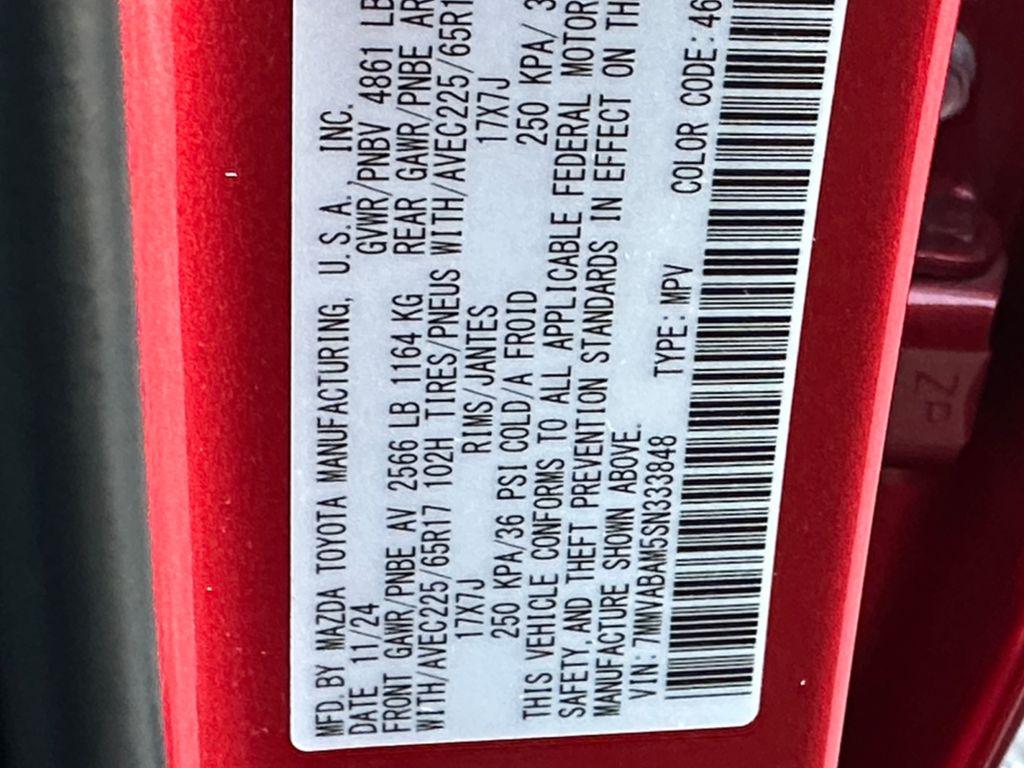 MFD. BY MAZDA TOYOTA MANUFACTURING, U.S.A., INC.
DATE 11/24 GVWR/PNBV 4861 LB
FRONT GAWR/PNBE AV 2566 LB 1164 KG REAR GAWR/PNBE AR
WITH/AVEC225/65R17 102H TIRES/PNEUS WITH/AVEC225/65R1
17X7J RIMS/JANTES 17X7J
250 KPA/36 PSI COLD/A FROID 250 KPA/ 3
THIS VEHICLE CONFORMS TO ALL APPLICABLE FEDERAL MOTOR
SAFETY, AND THEFT PREVENTION STANDARDS IN EFFECT ON TH
MANUFACTURE SHOWN ABOVE.
VIN: 7MMVABAM5SN333848 TYPE: MPV COLOR CODE: 46